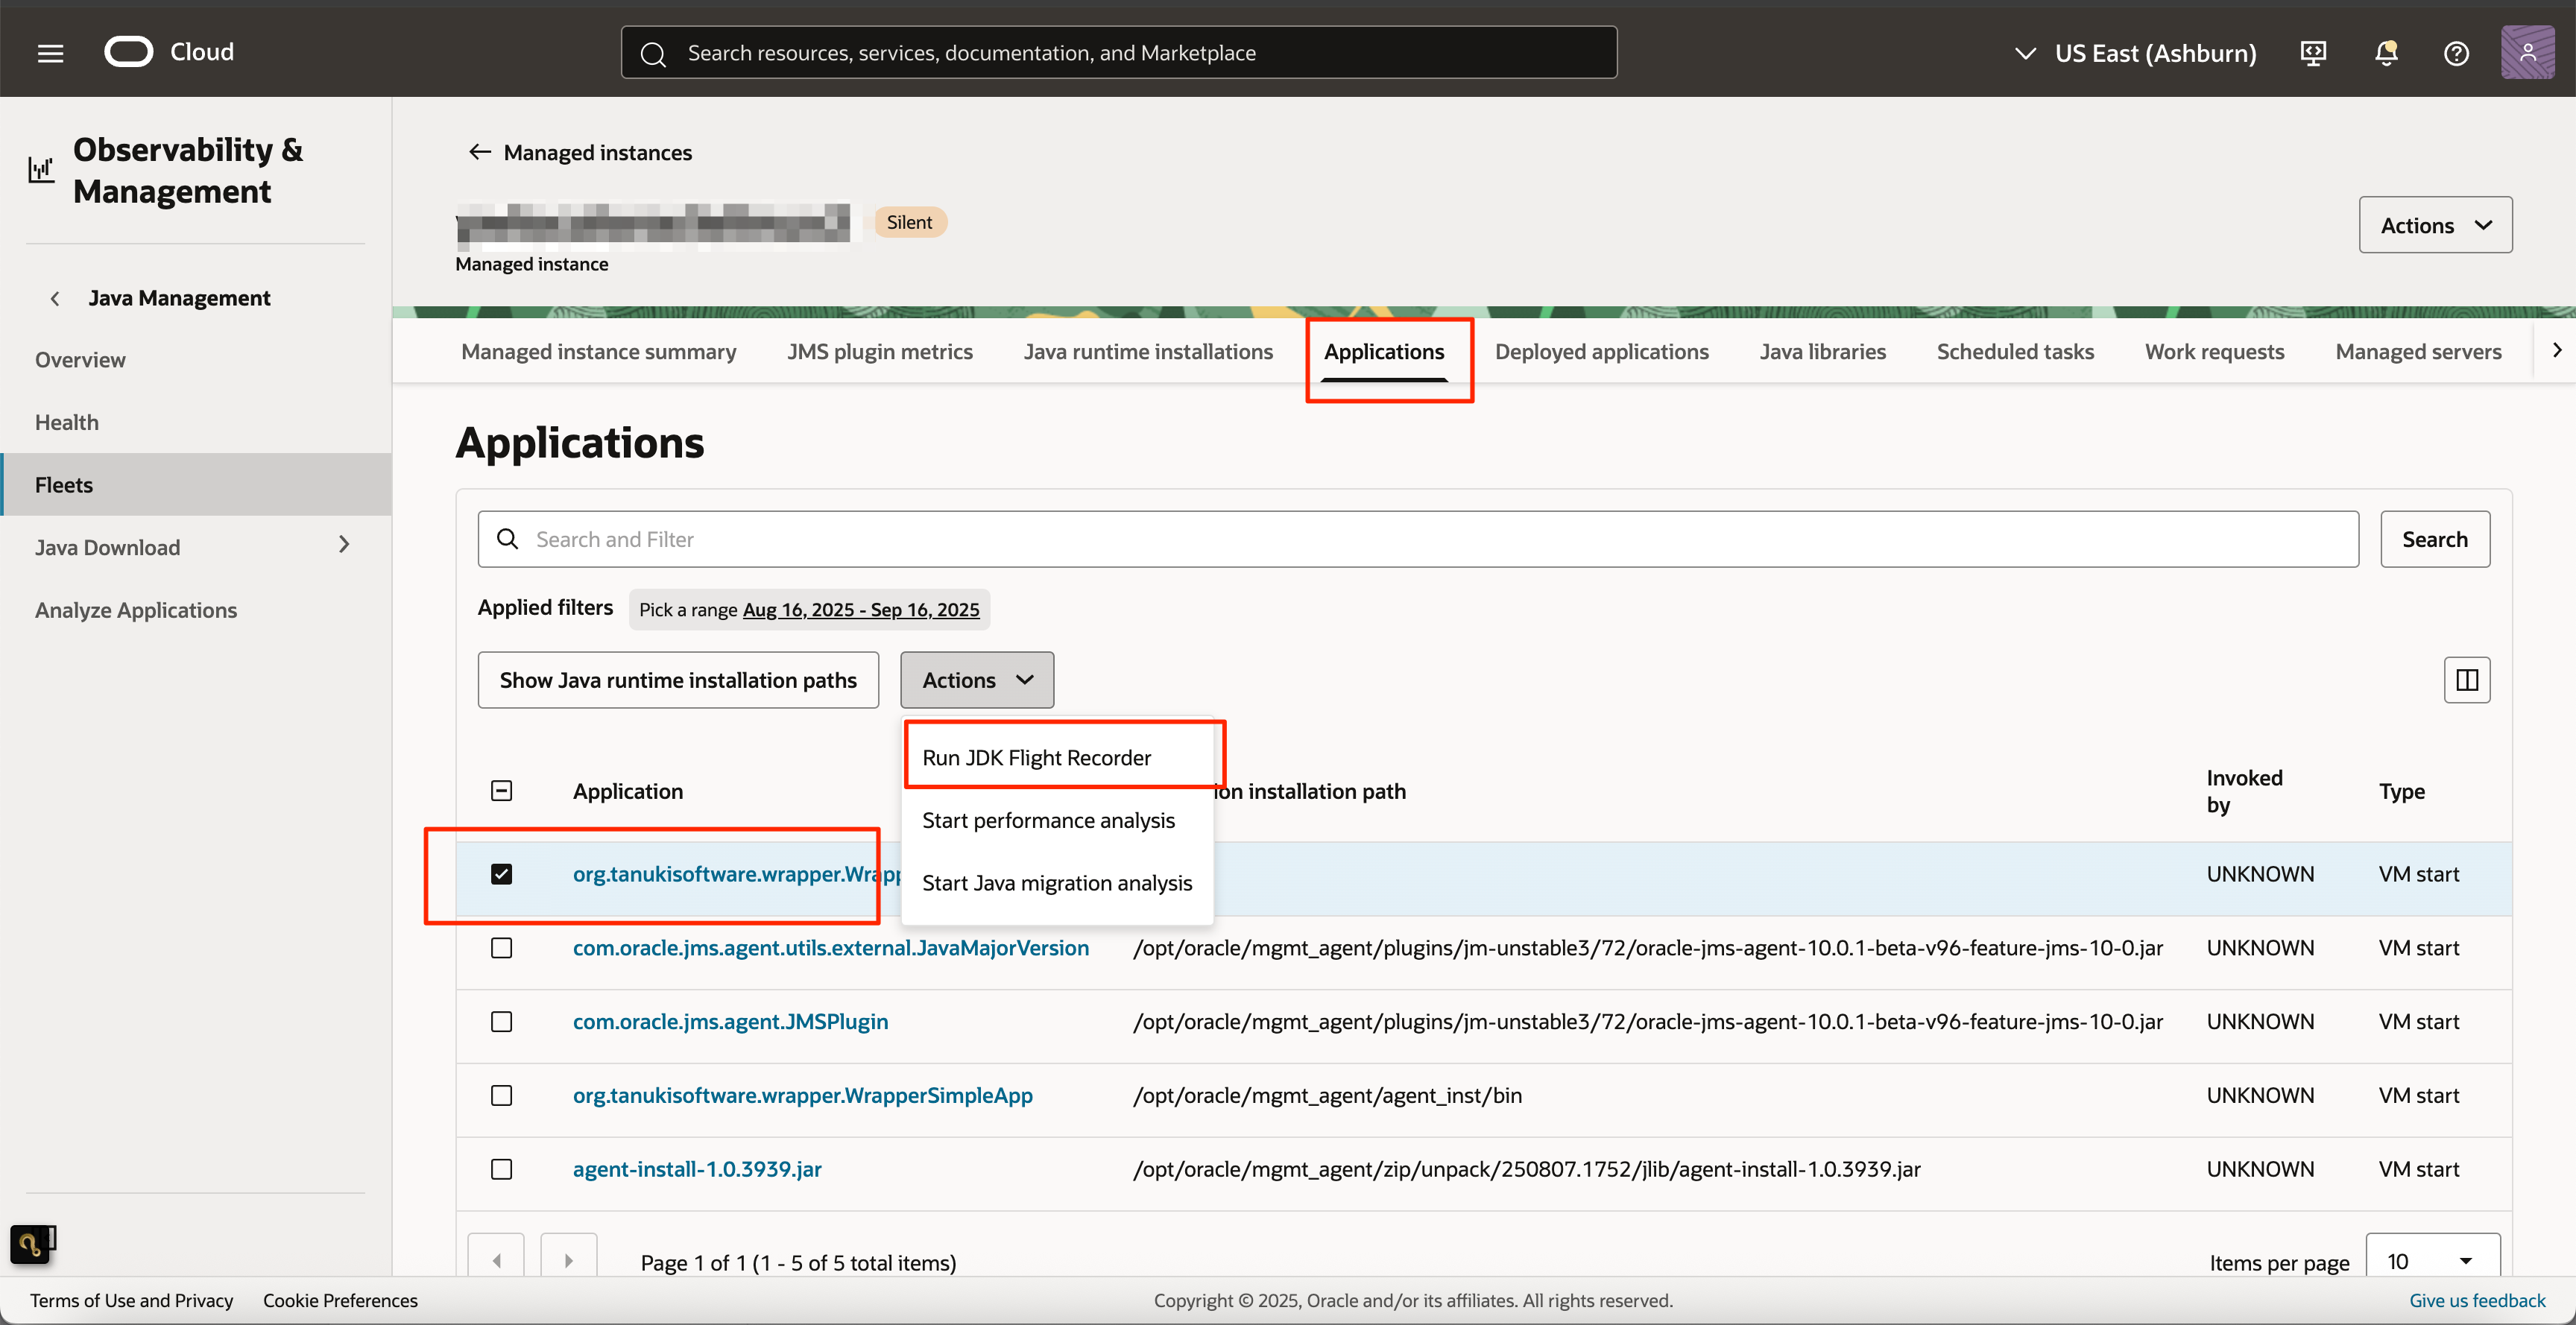 Cloud
Search resources, services, documentation, and Marketplace
US East (Ashburn)
Observability &
Management
Java Management
Overview
Health
Fleets
Java Download
Analyze Applications
Managed instances
Silent
Managed instance
Actions
Managed instance summary
JMS plugin metrics
Java runtime installations
Applications
Deployed applications
Java libraries
Scheduled tasks
Work requests
Managed servers
Applications
Search and Filter
Search
Applied filters
Pick a range Aug 16, 2025 - Sep 16, 2025
Show Java runtime installation paths
Actions
Run JDK Flight Recorder
Start performance analysis
Start Java migration analysis
Application
installation path
Invoked
by
Type
org.tanukisoftware.wrapper.Wrapp
UNKNOWN
VM start
com.oracle.jms.agent.utils.external.JavaMajorVersion
/opt/oracle/mgmt_agent/plugins/jm-unstable3/72/oracle-jms-agent-10.0.1-beta-v96-feature-jms-10-0.jar
UNKNOWN
VM start
com.oracle.jms.agent.JMSPlugin
/opt/oracle/mgmt_agent/plugins/jm-unstable3/72/oracle-jms-agent-10.0.1-beta-v96-feature-jms-10-0.jar
UNKNOWN
VM start
org.tanukisoftware.wrapper.WrapperSimpleApp
/opt/oracle/mgmt_agent/agent_inst/bin
UNKNOWN
VM start
agent-install-1.0.3939.jar
/opt/oracle/mgmt_agent/zip/unpack/250807.1752/jlib/agent-install-1.0.3939.jar
UNKNOWN
VM start
Page 1 of 1 (1 - 5 of 5 total items)
Items per page
10
Terms of Use and Privacy
Cookie Preferences
Copyright © 2025, Oracle and/or its affiliates. All rights reserved.
Give us feedback